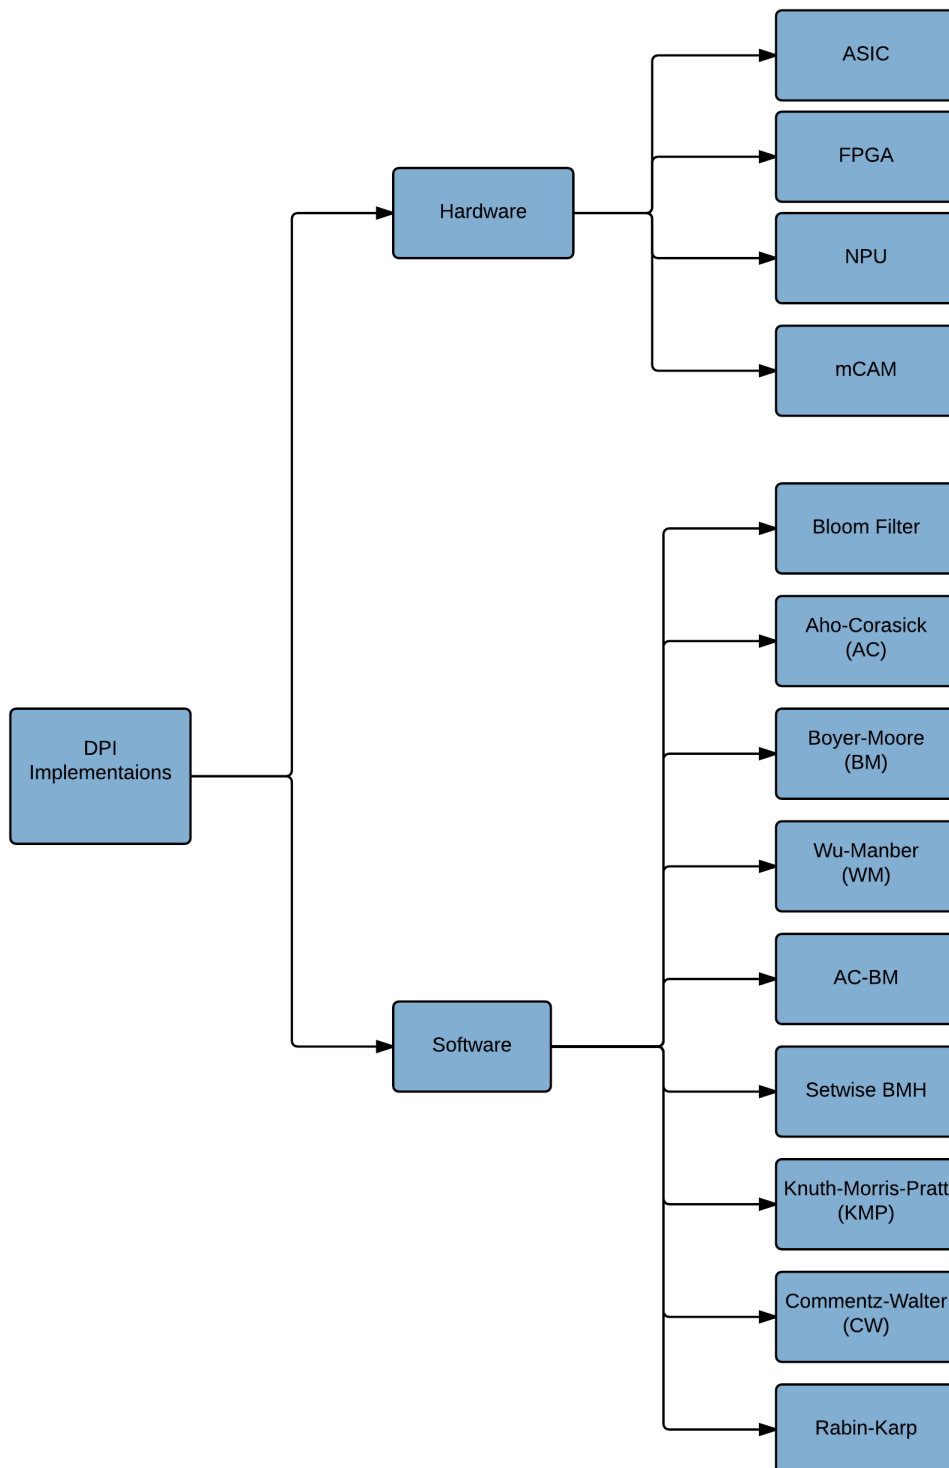 DPI
Implementaions
Hardware
ASIC
FPGA
NPU
mCAM
Software
Bloom Filter
Aho-Corasick
(AC)
Boyer-Moore
(BM)
Wu-Manber
(WM)
AC-BM
Setwise BMH
Knuth-Morris-Pratt
(KMP)
Commentz-Walter
(CW)
Rabin-Karp